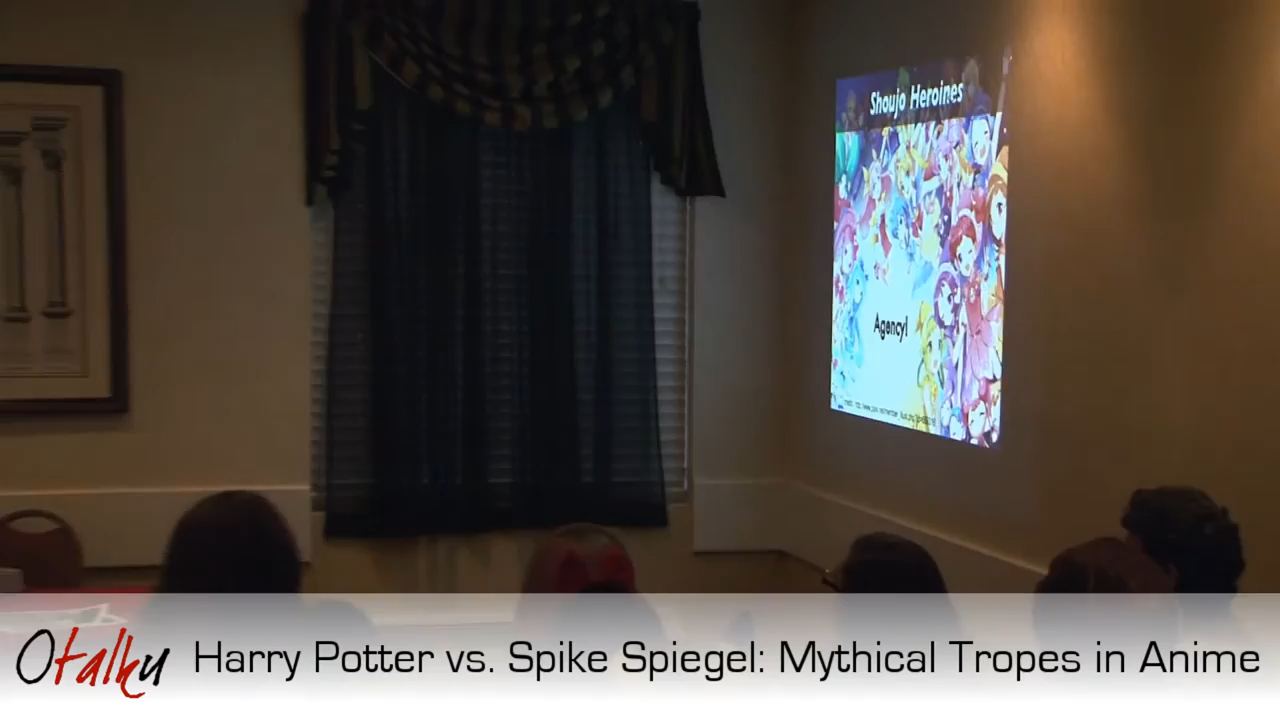 Shoujo Heroines
Agency!
Otalku Harry Potter vs. Spike Spiegel: Mythical Tropes in Anime